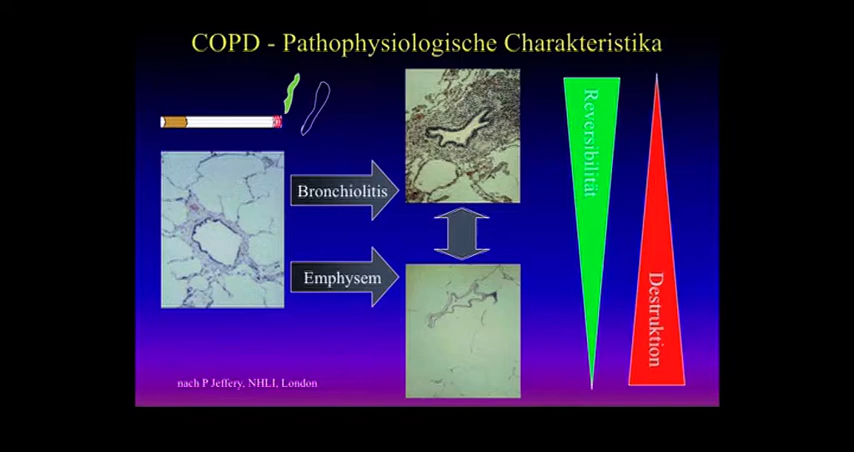 COPD - Pathophysiologische Charakteristika
Bronchiolitis
Emphysem
Reversibilität
Destruktion
nach P Jeffery, NHLI, London